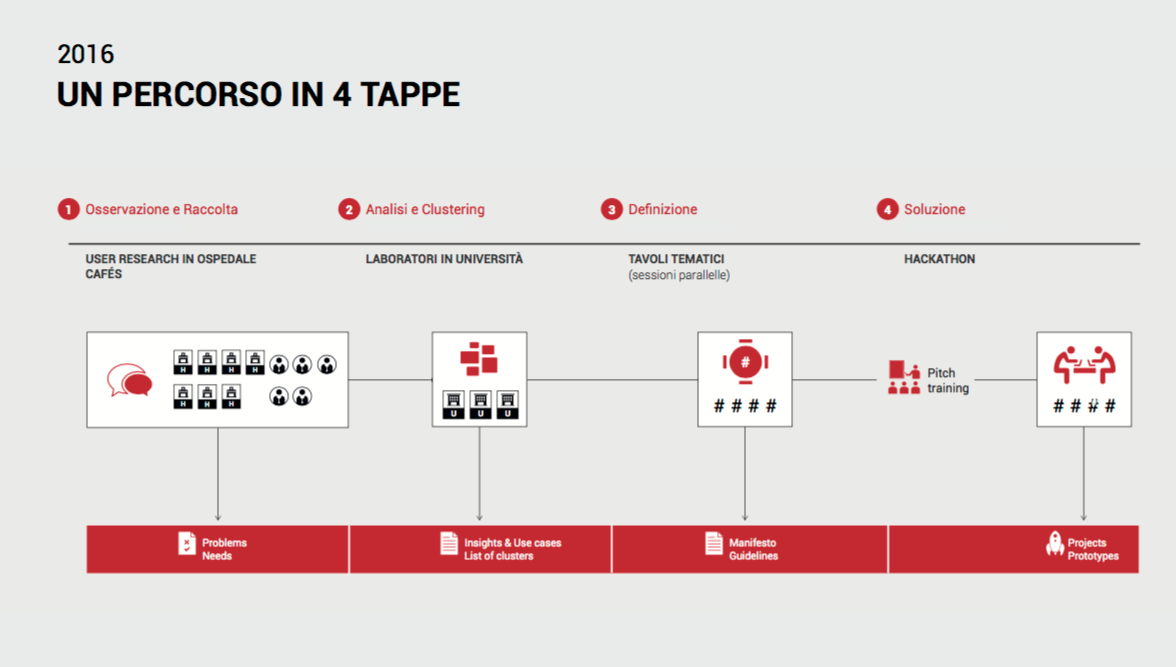 2016
UN PERCORSO IN 4 TAPPE
1 Osservazione e Raccolta
2 Analisi e Clustering
3 Definizione
4 Soluzione
USER RESEARCH IN OSPEDALE
CAFÉS
LABORATORI IN UNIVERSITÀ
TAVOLI TEMATICI
(sessioni parallelle)
HACKATHON
H H H H
H H H
U U U
#
# # # #
Pitch
training
# # # #
Problems
Needs
Insights & Use cases
List of clusters
Manifesto
Guidelines
Projects
Prototypes